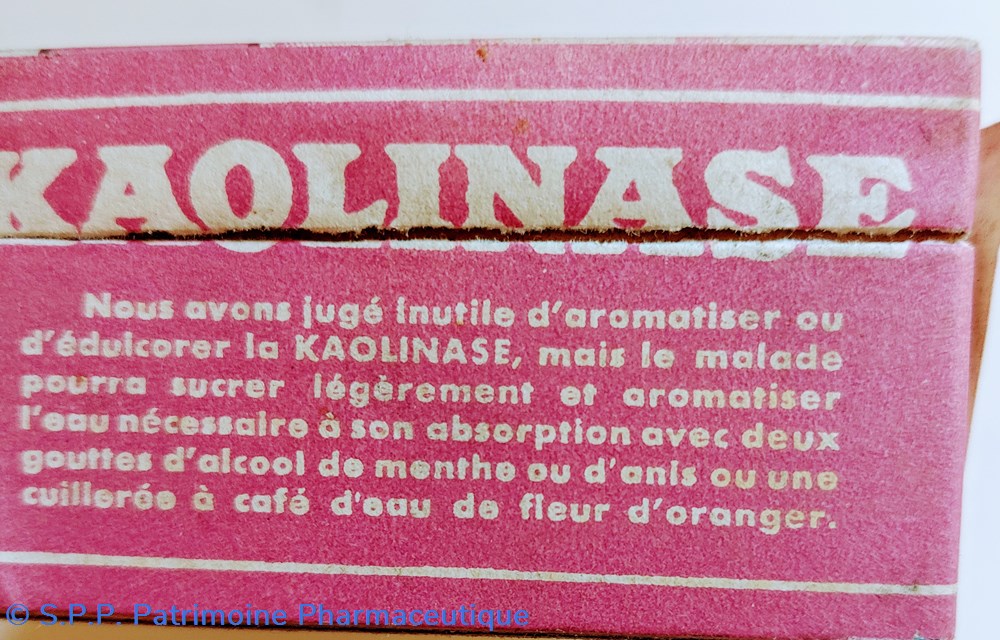 KAOLINASE
Nous avons jugé inutile d'aromatiser ou
d'édulcorer la KAOLINASE, mais le malade
pourra sucrer légèrement et aromatiser
l'eau nécessaire à son absorption avec deux
gouttes d'alcool de menthe ou d'anis ou une
cuillerée à café d'eau de fleur d'oranger.
© S.P.P. Patrimoine Pharmaceutique